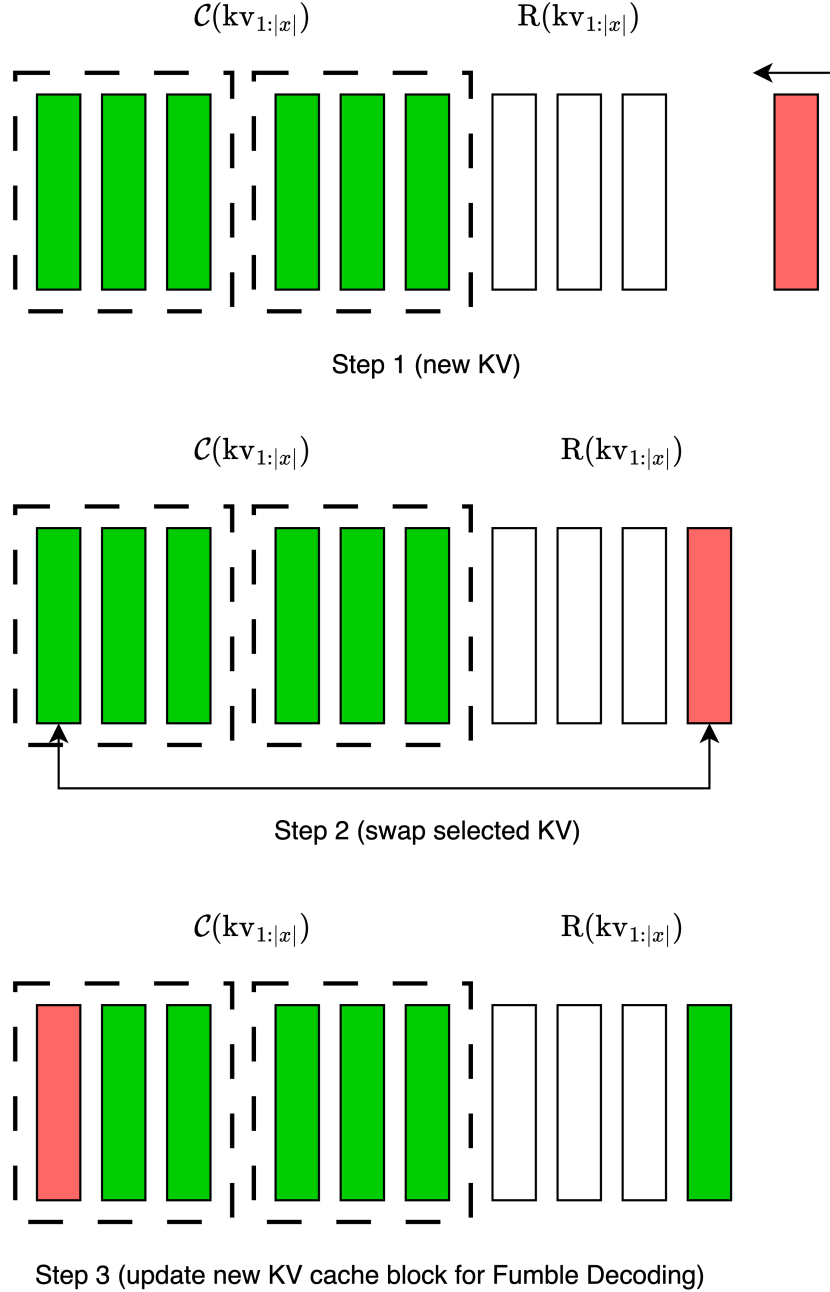 𝒞(kv₁:|ₓ|) R(kv₁:|ₓ|)
Step 1 (new KV)
𝒞(kv₁:|ₓ|) R(kv₁:|ₓ|)
Step 2 (swap selected KV)
𝒞(kv₁:|ₓ|) R(kv₁:|ₓ|)
Step 3 (update new KV cache block for Fumble Decoding)